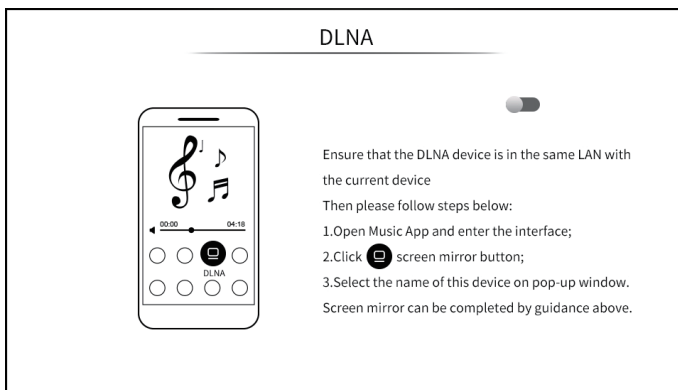 DLNA
00:00 04:18
DLNA
Ensure that the DLNA device is in the same LAN with
the current device
Then please follow steps below:
1.Open Music App and enter the interface;
2.Click screen mirror button;
3.Select the name of this device on pop-up window.
Screen mirror can be completed by guidance above.